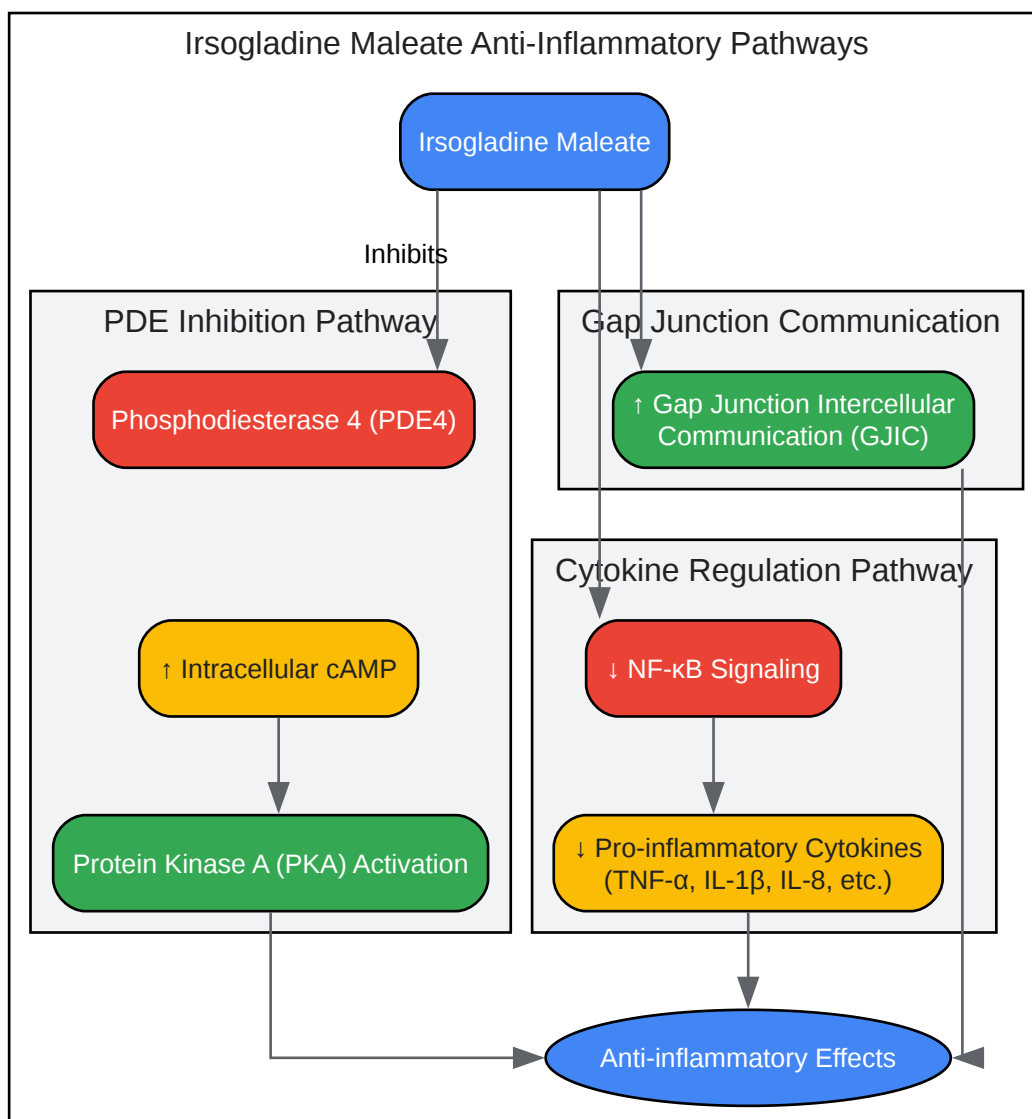 Irsogladine Maleate Anti-Inflammatory Pathways
Irsogladine Maleate
Inhibits
PDE Inhibition Pathway
Gap Junction Communication
Phosphodiesterase 4 (PDE4)
↑ Gap Junction Intercellular
Communication (GJIC)
Cytokine Regulation Pathway
↑ Intracellular cAMP
↓ NF-κB Signaling
Protein Kinase A (PKA) Activation
↓ Pro-inflammatory Cytokines
(TNF-α, IL-1β, IL-8, etc.)
Anti-inflammatory Effects